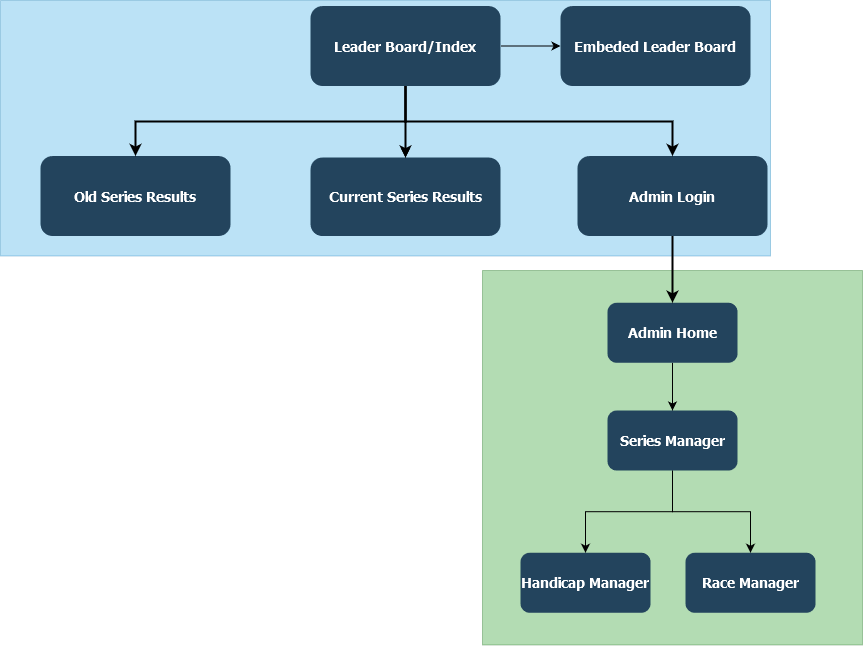 Leader Board/Index
Embeded Leader Board
Old Series Results
Current Series Results
Admin Login
Admin Home
Series Manager
Handicap Manager
Race Manager